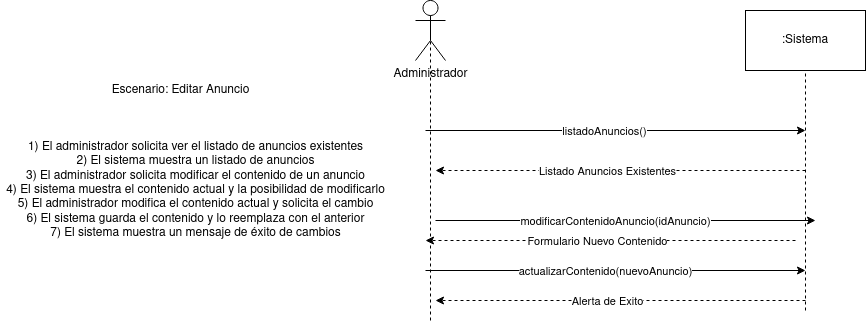 :Sistema
Administrador
Escenario: Editar Anuncio
1) El administrador solicita ver el listado de anuncios existentes
2) El sistema muestra un listado de anuncios
3) El administrador solicita modificar el contenido de un anuncio
4) El sistema muestra el contenido actual y la posibilidad de modificarlo
5) El administrador modifica el contenido actual y solicita el cambio
6) El sistema guarda el contenido y lo reemplaza con el anterior
7) El sistema muestra un mensaje de éxito de cambios
listadoAnuncios()
Listado Anuncios Existentes
modificarContenidoAnuncio(idAnuncio)
Formulario Nuevo Contenido
actualizarContenido(nuevoAnuncio)
Alerta de Exito